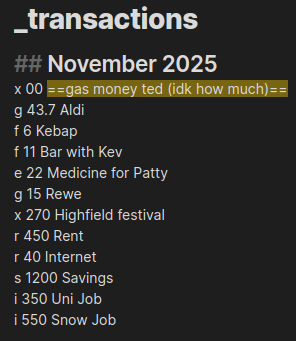 _transactions
## November 2025
x 00 ==gas money ted (idk how much)==
g 43.7 Aldi
f 6 Kebap
f 11 Bar with Kev
e 22 Medicine for Patty
g 15 Rewe
x 270 Highfield festival
r 450 Rent
r 40 Internet
s 1200 Savings
i 350 Uni Job
i 550 Snow Job